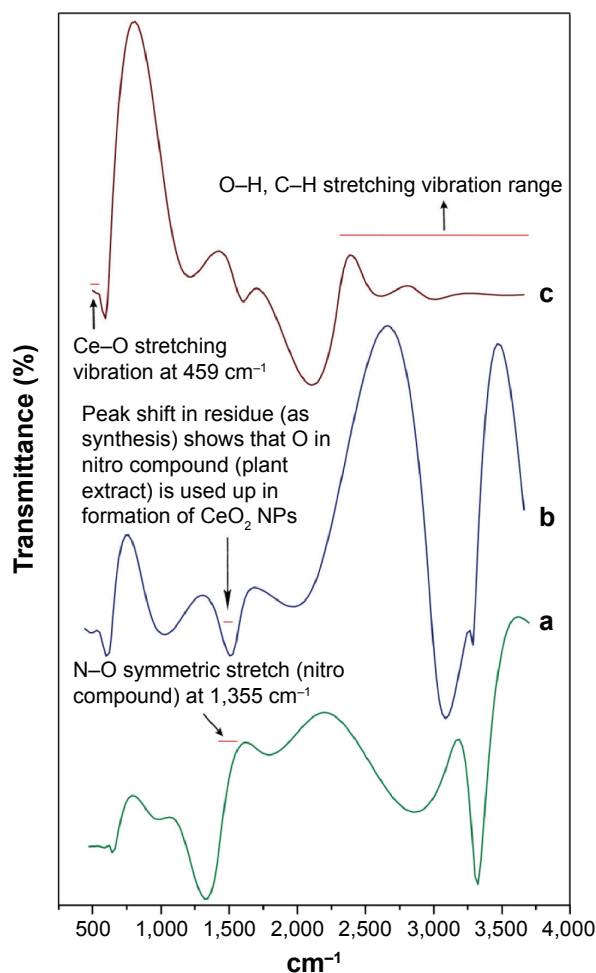 O–H, C–H stretching vibration range
c
Ce–O stretching
vibration at 459 cm⁻¹
Peak shift in residue (as
synthesis) shows that O in
nitro compound (plant
extract) is used up in
formation of CeO₂ NPs
b
a
N–O symmetric stretch (nitro
compound) at 1,355 cm⁻¹
Transmittance (%)
500 1,000 1,500 2,000 2,500 3,000 3,500 4,000
cm⁻¹